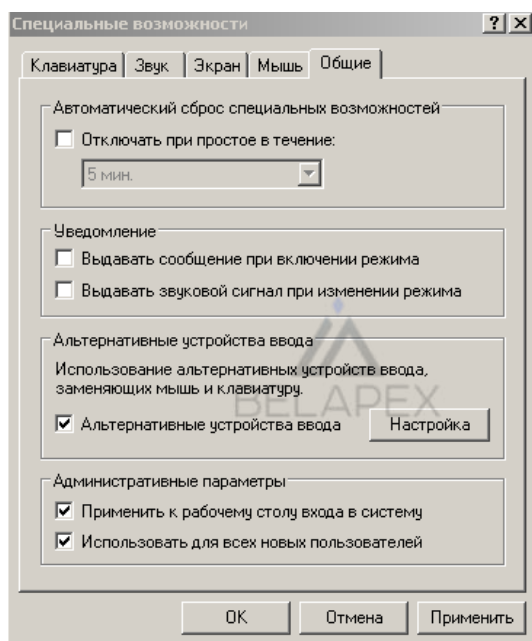 Специальные возможности
Клавиатура Звук Экран Мышь Общие
Автоматический сброс специальных возможностей
Отключать при простое в течение:
5 мин.
Уведомление
Выдавать сообщение при включении режима
Выдавать звуковой сигнал при изменении режима
Альтернативные устройства ввода
Использование альтернативных устройств ввода,
заменяющих мышь и клавиатуру.
BELAPEX
Альтернативные устройства ввода Настройка
Административные параметры
Применить к рабочему столу входа в систему
Использовать для всех новых пользователей
ОК Отмена Применить